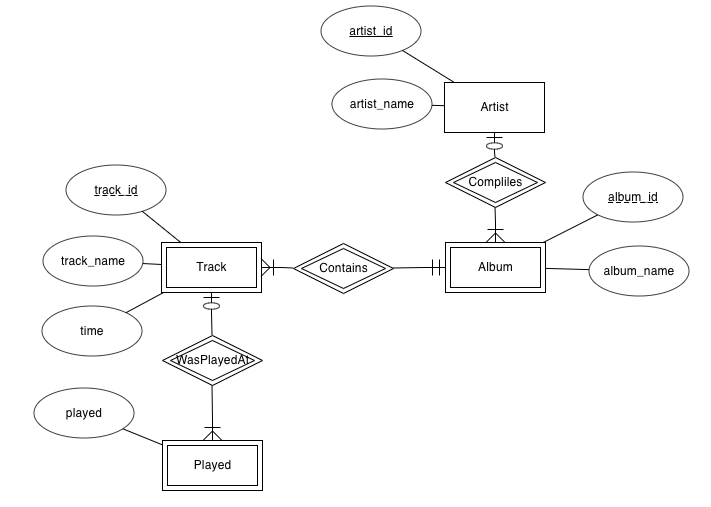 artist_id
artist_name
Artist
Compliles
track_id
album_id
track_name
Track
Contains
Album
album_name
time
WasPlayedAt
played
Played